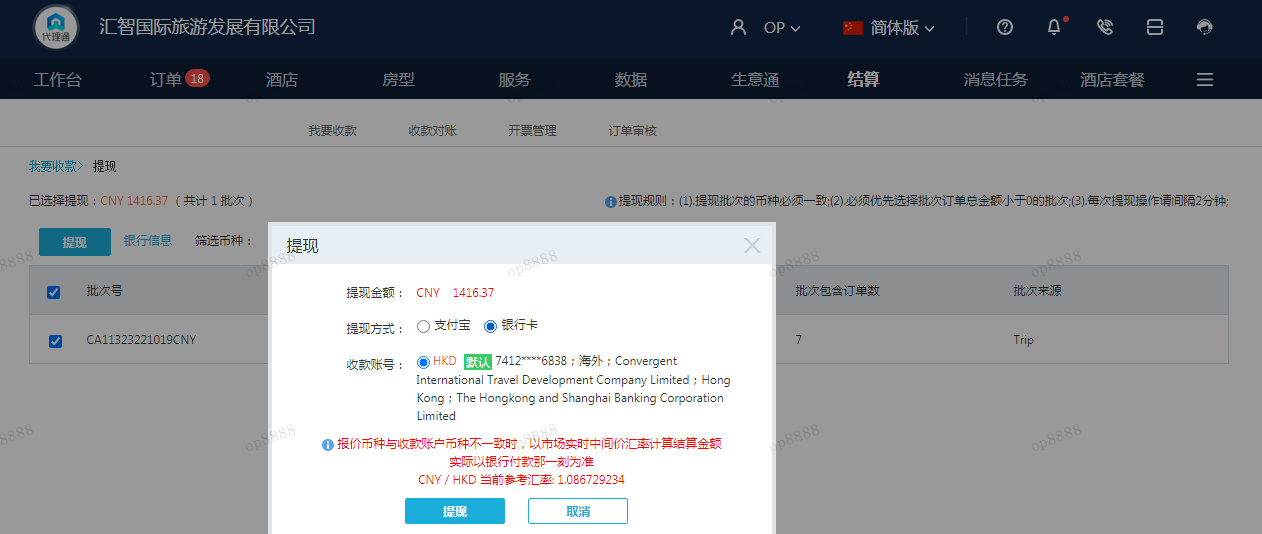 代理通
汇智国际旅游发展有限公司
OP
简体版
工作台
订单 18
酒店
房型
服务
数据
生意通
结算
消息任务
酒店套餐
我要收款
收款对账
开票管理
订单审核
我要收款> 提现
已选择提现：CNY 1416.37 （ 共计 1 批次 ）
提现规则：(1).提现批次的币种必须一致;(2).必须优先选择批次订单总金额小于0的批次;(3).每次提现操作请间隔2分钟;
提现
银行信息
筛选币种：
批次号
批次包含订单数
批次来源
CA11323221019CNY
7
Trip
提现
提现金额： CNY 1416.37
提现方式： 支付宝 银行卡
收款账号： HKD 默认 7412****6838；海外；Convergent
International Travel Development Company Limited；Hong
Kong；The Hongkong and Shanghai Banking Corporation
Limited
报价币种与收款账户币种不一致时，以市场实时中间价汇率计算结算金额
实际以银行付款那一刻为准
CNY / HKD 当前参考汇率: 1.086729234
提现
取消
op8888
op8888
op8888
op8888
op8888
op8888
op8888
op8888
op8888
op8888